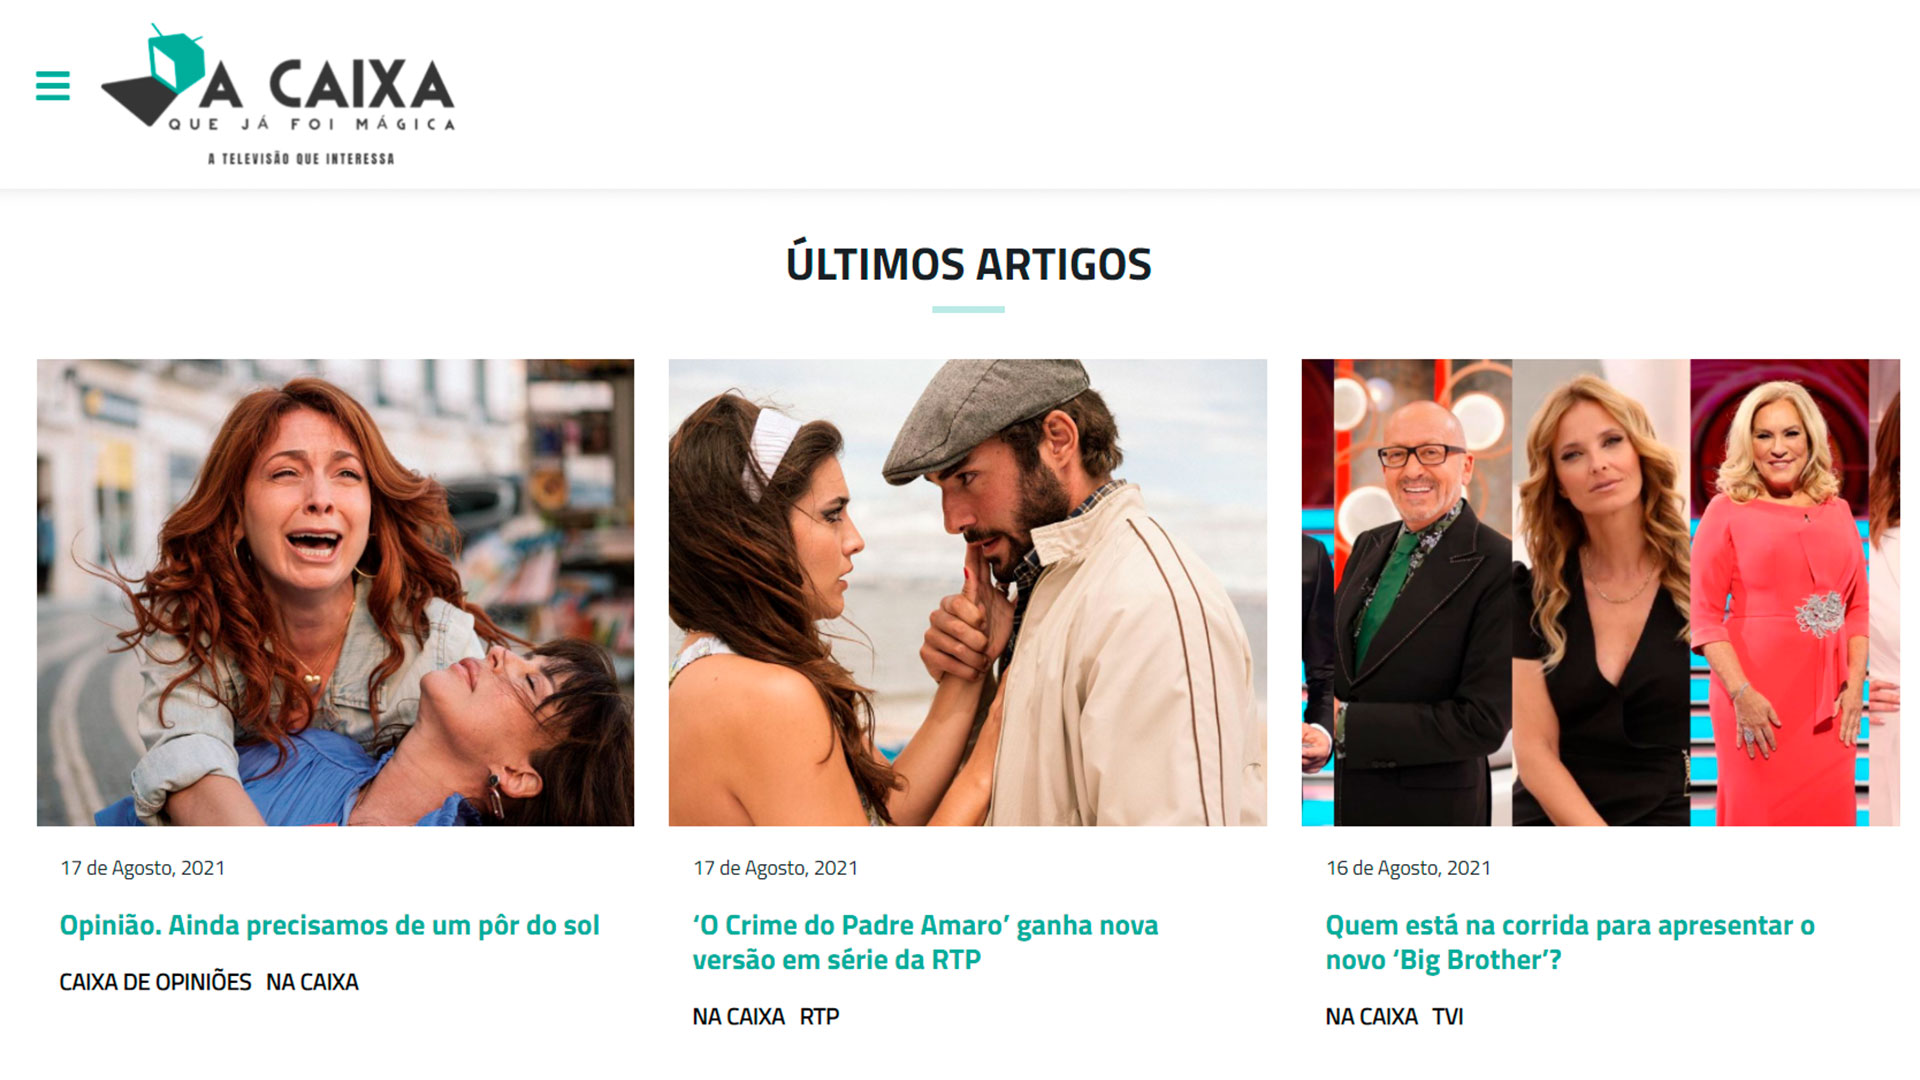 A CAIXA
QUE JÁ FOI MÁGICA
A TELEVISÃO QUE INTERESSA
ÚLTIMOS ARTIGOS
17 de Agosto, 2021
Opinião. Ainda precisamos de um pôr do sol
CAIXA DE OPINIÕES NA CAIXA
17 de Agosto, 2021
‘O Crime do Padre Amaro’ ganha nova
versão em série da RTP
NA CAIXA RTP
16 de Agosto, 2021
Quem está na corrida para apresentar o
novo ‘Big Brother’?
NA CAIXA TVI